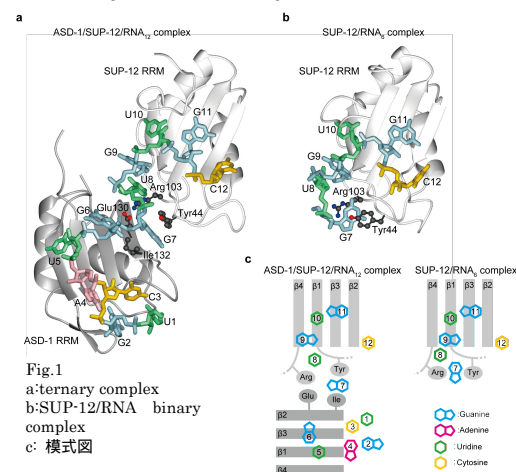 a
ASD-1/SUP-12/RNA12 complex
SUP-12 RRM
U10
G11
G9
U8
Arg103
C12
G6
Glu130
Tyr44
G7
U5
Ile132
A4
C3
U1
G2
ASD-1 RRM
b
SUP-12/RNA8 complex
SUP-12 RRM
G11
U10
G9
Arg103
U8
C12
G7
Tyr44
c
ASD-1/SUP-12/RNA12 complex
β4 β1 β3 β2
11
10
9
12
8
Arg
Tyr
7
Glu
Ile
β2
1
β3
3
6
β1
5
4
2
β4
SUP-12/RNA8 complex
β4 β1 β3 β2
11
10
9
12
8
Arg
7
Tyr
:Guanine
:Adenine
:Uridine
:Cytosine
Fig.1
a:ternary complex
b:SUP-12/RNA binary
complex
c: 模式図